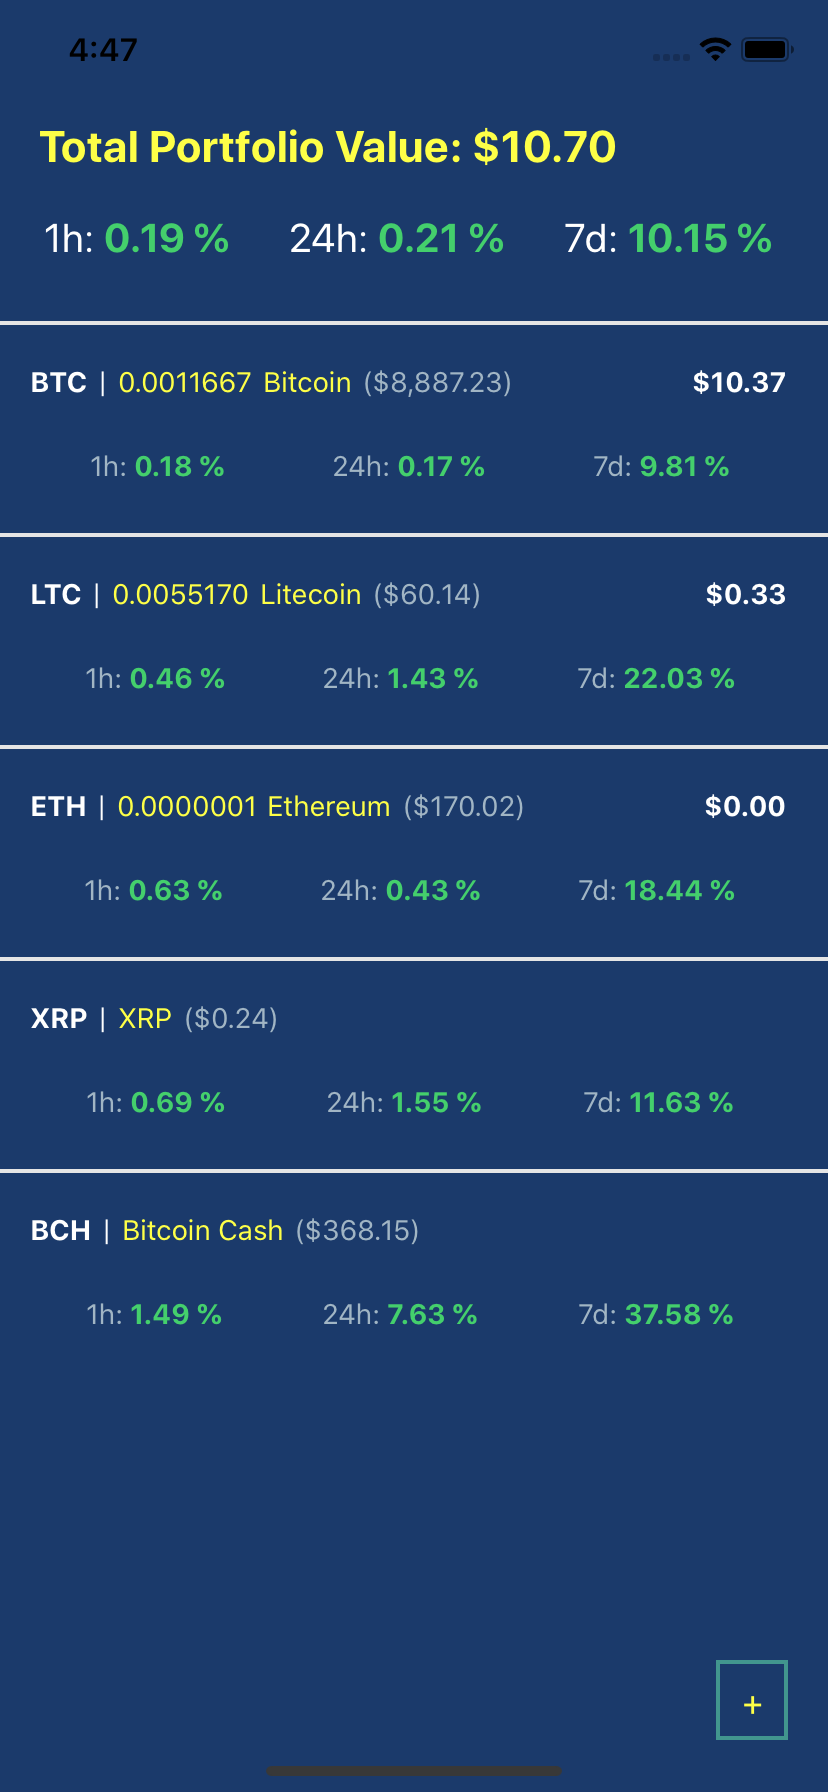 4:47
Total Portfolio Value: $10.70
1h: 0.19 % 24h: 0.21 % 7d: 10.15 %
BTC | 0.0011667 Bitcoin ($8,887.23) $10.37
1h: 0.18 % 24h: 0.17 % 7d: 9.81 %
LTC | 0.0055170 Litecoin ($60.14) $0.33
1h: 0.46 % 24h: 1.43 % 7d: 22.03 %
ETH | 0.0000001 Ethereum ($170.02) $0.00
1h: 0.63 % 24h: 0.43 % 7d: 18.44 %
XRP | XRP ($0.24)
1h: 0.69 % 24h: 1.55 % 7d: 11.63 %
BCH | Bitcoin Cash ($368.15)
1h: 1.49 % 24h: 7.63 % 7d: 37.58 %
+